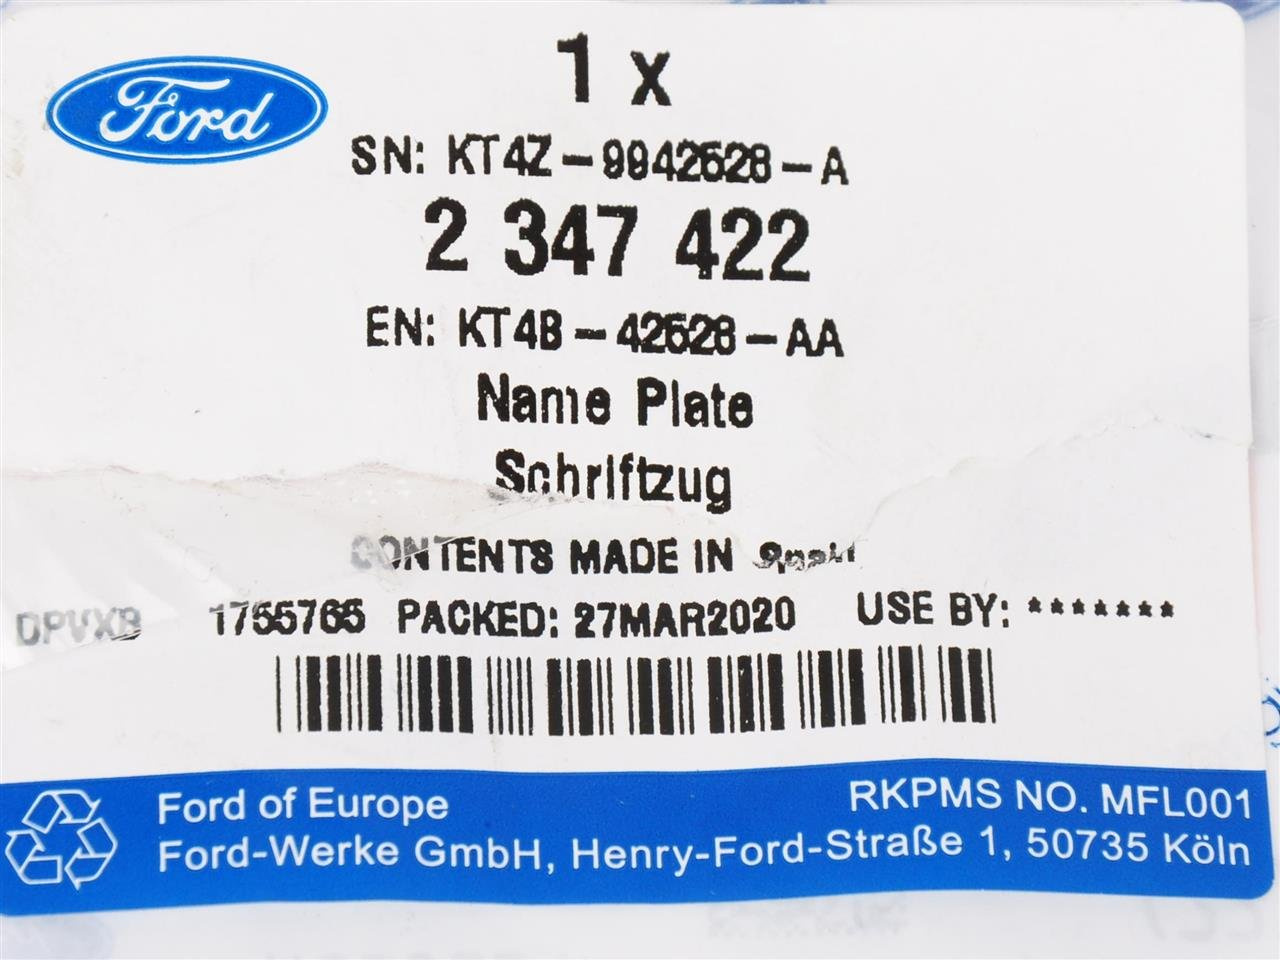 Ford
1 x
SN: KT4Z-9942528-A
2 347 422
EN: KT4B-42528-AA
Name Plate
Schriftzug
CONTENTS MADE IN Spain
DPVXB 1755765 PACKED: 27MAR2020 USE BY: *******
Ford of Europe
RKPMS NO. MFL001
Ford-Werke GmbH, Henry-Ford-Straße 1, 50735 Köln